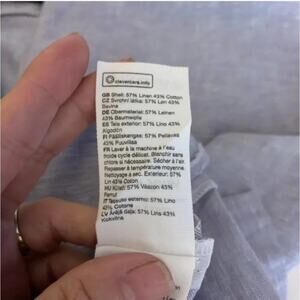 clevercare.info
GB Shell: 57% Linen 43% Cotton
CZ Svrchní látka: 57% Len 43%
Bavlna
DE Obermaterial: 57% Leinen
43% Baumwolle
ES Tela exterior: 57% Lino 43%
Algodón
FI Päällikangas: 57% Pellavaa
43% Puuvillaa
FR Laver à la machine à l'eau
froide cycle délicat. Blanchir sans
chlore si nécessaire. Sécher à l'air.
Repasser à température moyenne.
Nettoyage à sec. Extérieur: 57%
Lin 43% Coton
HU Külső: 57% Vászon 43%
Pamut
IT Tessuto esterno: 57% Lino
43% Cotone
LV Ārējā daļa: 57% Lins 43%
Kokvilna